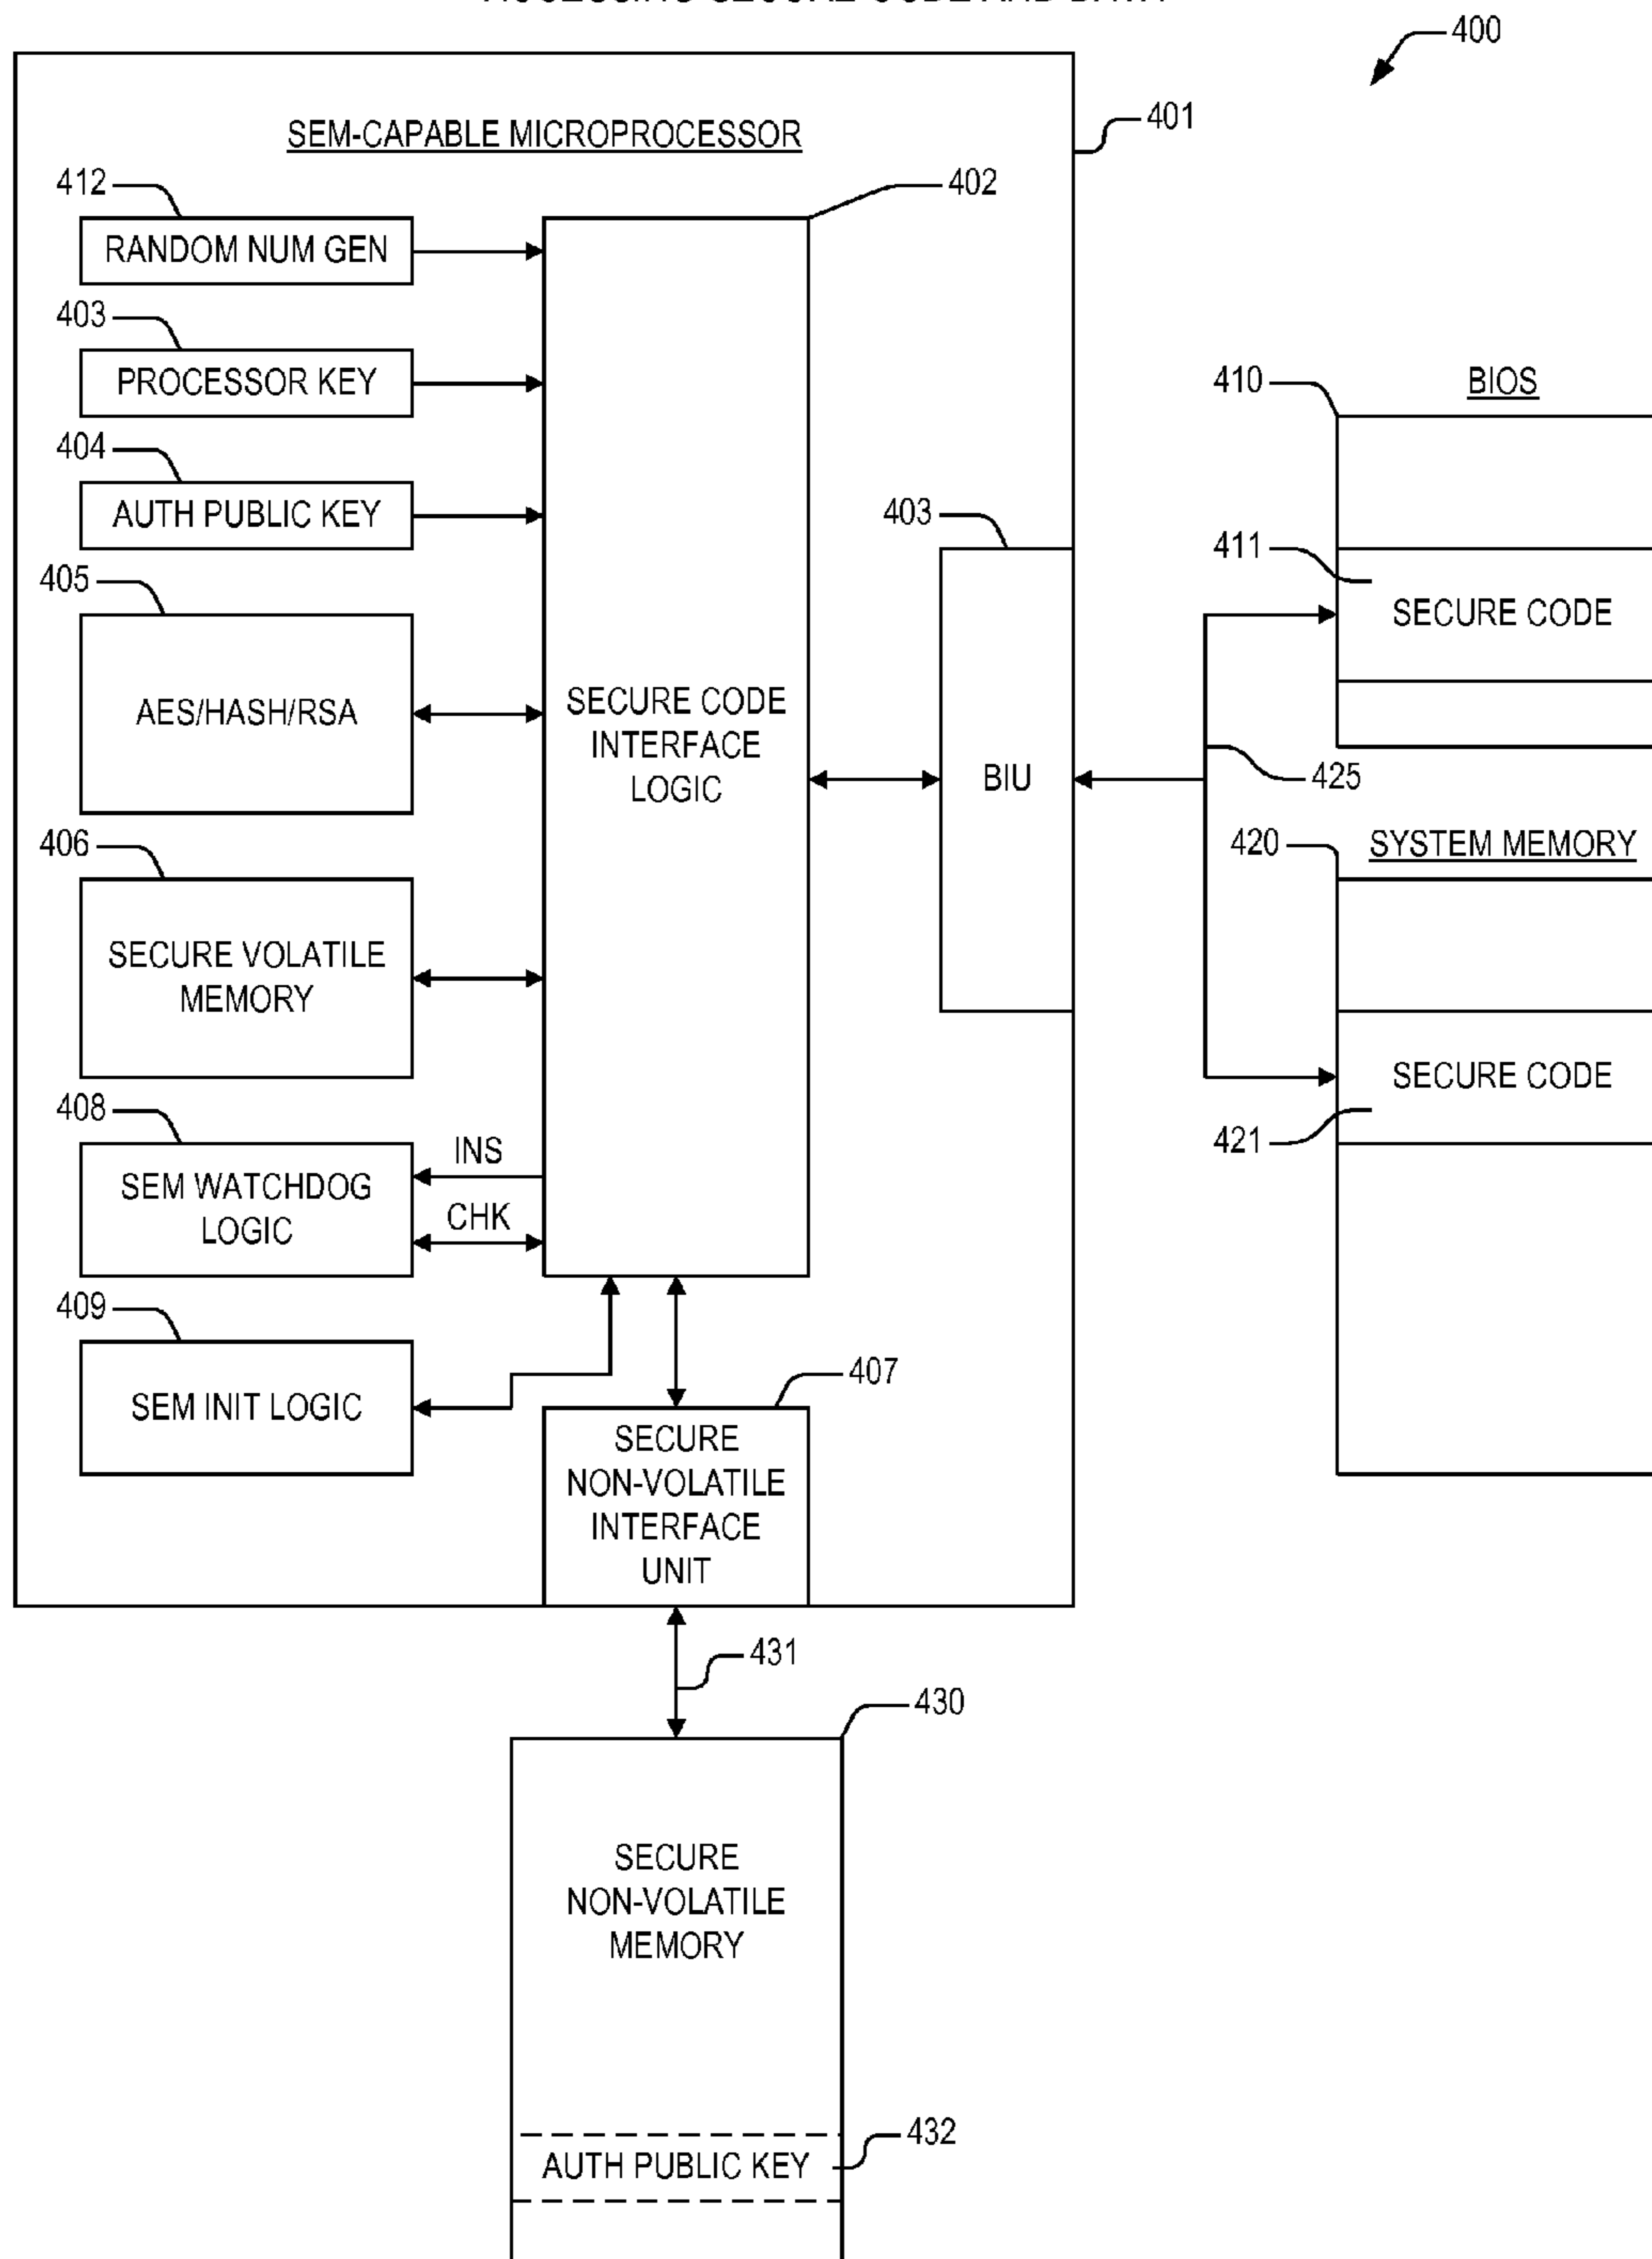 400
SEM-CAPABLE MICROPROCESSOR
401
412
402
RANDOM NUM GEN
403
PROCESSOR KEY
410
BIOS
404
AUTH PUBLIC KEY
403
411
SECURE CODE
405
AES/HASH/RSA
SECURE CODE
INTERFACE
LOGIC
BIU
425
406
420
SYSTEM MEMORY
SECURE VOLATILE
MEMORY
SECURE CODE
408
421
INS
SEM WATCHDOG
LOGIC
CHK
409
407
SEM INIT LOGIC
SECURE
NON-VOLATILE
INTERFACE
UNIT
431
430
SECURE
NON-VOLATILE
MEMORY
432
AUTH PUBLIC KEY